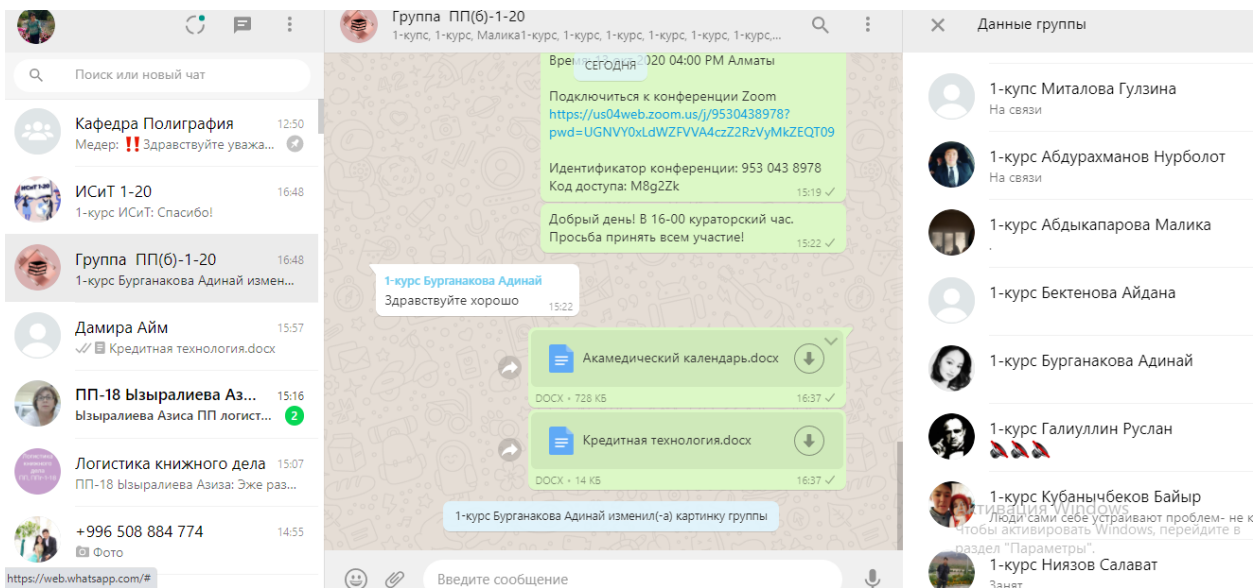 Поиск или новый чат
Кафедра Полиграфия 12:50
Медер: ‼ Здравствуйте уважа...
ИСиТ 1-20 16:48
1-курс ИСиТ: Спасибо!
Группа ПП(б)-1-20 16:48
1-курс Бурганакова Адинай измен...
Дамира Айм 15:57
Кредитная технология.docx
ПП-18 Ызыралиева Аз... 15:16
Ызыралиева Азиса ПП логист... 2
Логистика книжного дела 15:07
ПП-18 Ызыралиева Азиза: Эже раз...
+996 508 884 774 14:55
Фото
https://web.whatsapp.com/#
Группа ПП(б)-1-20
1-купс, 1-курс, Малика1-курс, 1-курс, 1-курс, 1-курс, 1-курс, 1-курс,...
Время: 2020 04:00 PM Алматы
СЕГОДНЯ
Подключиться к конференции Zoom
https://us04web.zoom.us/j/9530438978?
pwd=UGNVY0xLdWZFVVA4czZ2RzVyMkZEQT09
Идентификатор конференции: 953 043 8978
Код доступа: M8g2Zk
15:19
Добрый день! В 16-00 кураторский час.
Просьба принять всем участие!
15:22
1-курс Бурганакова Адинай
Здравствуйте хорошо
15:22
Акамедический календарь.docx
DOCX • 728 КБ 16:37
Кредитная технология.docx
DOCX • 14 КБ 16:37
1-курс Бурганакова Адинай изменил(-а) картинку группы
Введите сообщение
Данные группы
1-купс Миталова Гулзина
На связи
1-курс Абдурахманов Нурболот
На связи
1-курс Абдыкапарова Малика
.
1-курс Бектенова Айдана
1-курс Бурганакова Адинай
1-курс Галиуллин Руслан
1-курс Кубанычбеков Байыр
Люди сами себе устраивают проблем- не к
Активация Windows
Чтобы активировать Windows, перейдите в
раздел "Параметры".
1-курс Ниязов Салават
Занят